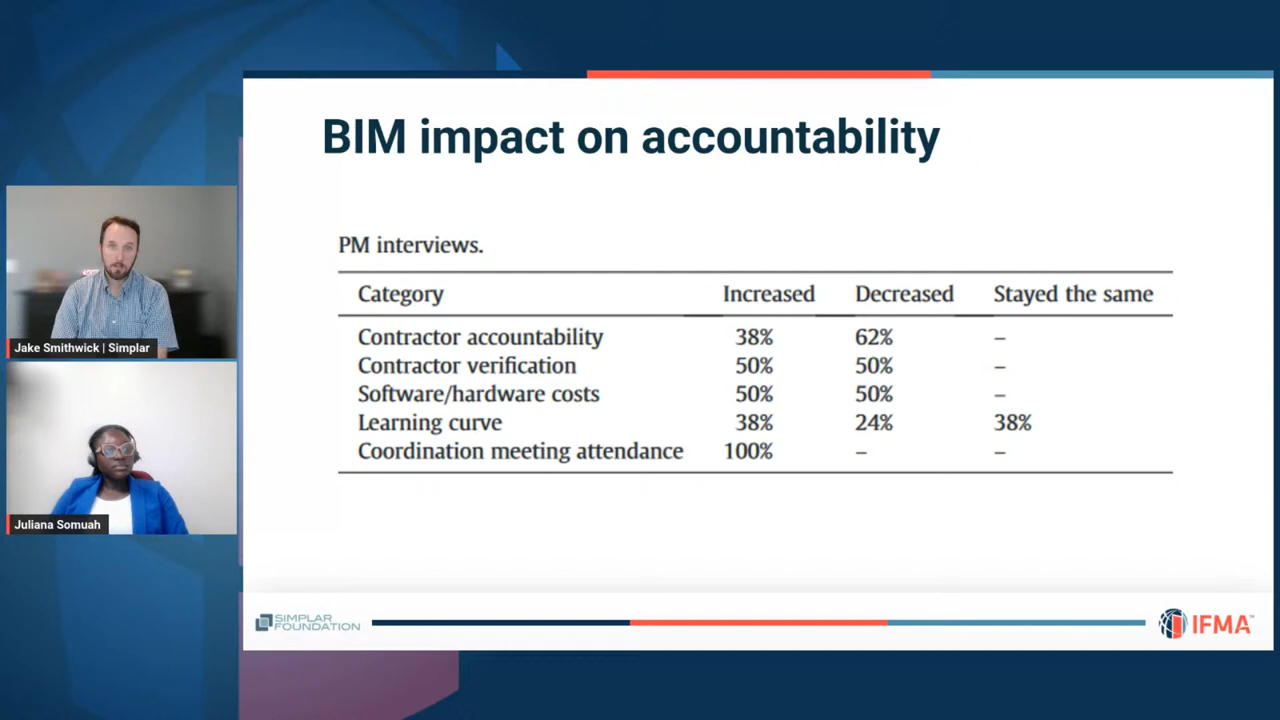 BIM impact on accountability
PM interviews.
Category Increased Decreased Stayed the same
Contractor accountability 38% 62% –
Contractor verification 50% 50% –
Software/hardware costs 50% 50% –
Learning curve 38% 24% 38%
Coordination meeting attendance 100% – –
Jake Smithwick | Simplar
Juliana Somuah
SIMPLAR
FOUNDATION
IFMA™